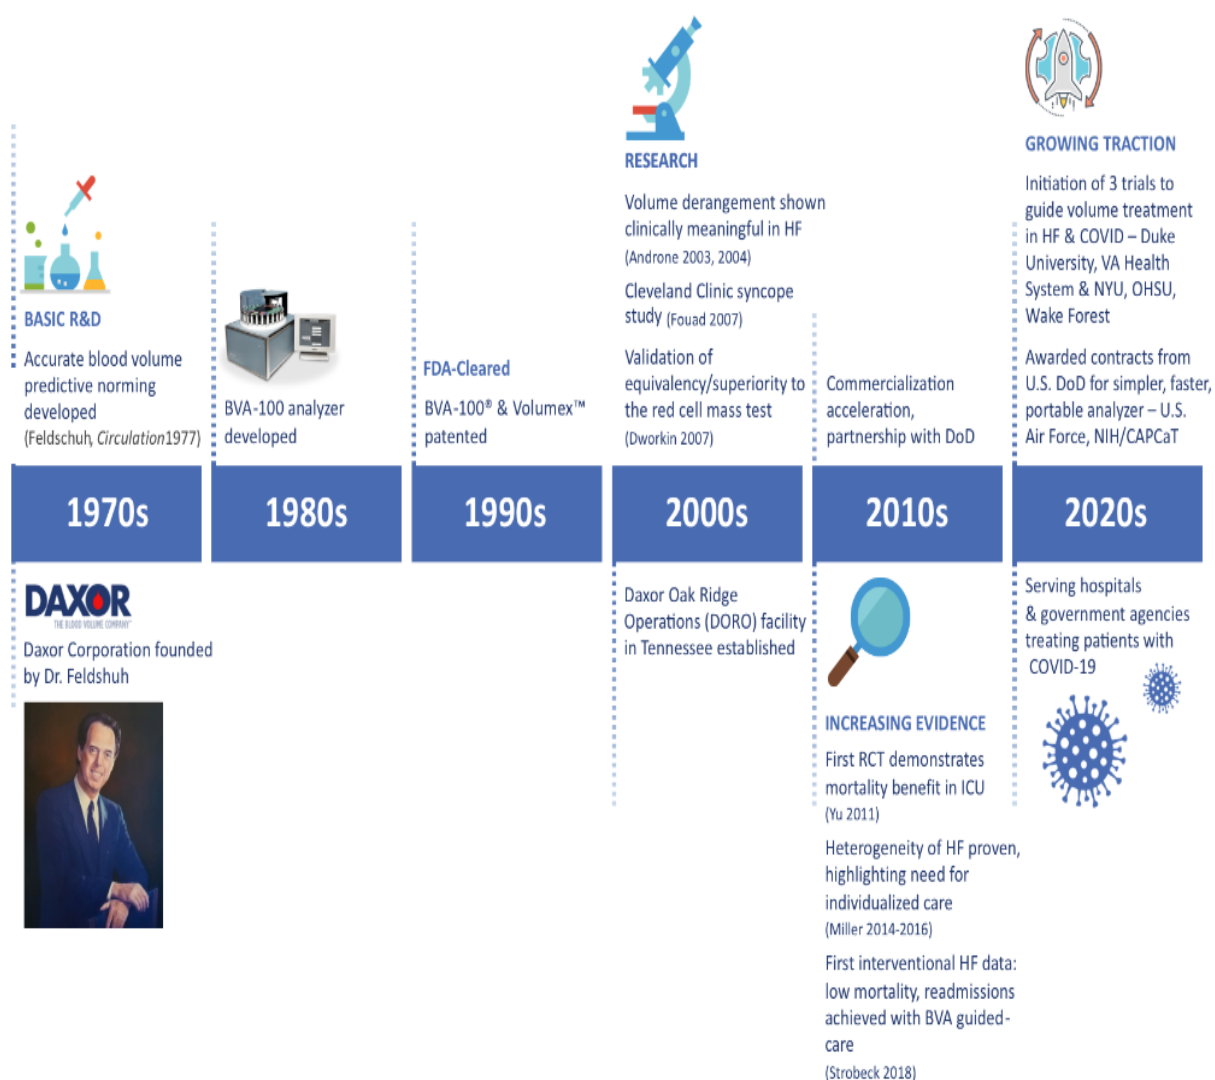 BASIC R&D
Accurate blood volume
predictive norming
developed
(Feldschuh, Circulation1977)
BVA-100 analyzer
developed
FDA-Cleared
BVA-100® & Volumex™
patented
RESEARCH
Volume derangement shown
clinically meaningful in HF
(Androne 2003, 2004)
Cleveland Clinic syncope
study (Fouad 2007)
Validation of
equivalency/superiority to
the red cell mass test
(Dworkin 2007)
Commercialization
acceleration,
partnership with DoD
GROWING TRACTION
Initiation of 3 trials to
guide volume treatment
in HF & COVID – Duke
University, VA Health
System & NYU, OHSU,
Wake Forest
Awarded contracts from
U.S. DoD for simpler, faster,
portable analyzer – U.S.
Air Force, NIH/CAPCaT
1970s
1980s
1990s
2000s
2010s
2020s
DAXOR
THE BLOOD VOLUME COMPANY™
Daxor Corporation founded
by Dr. Feldshuh
Daxor Oak Ridge
Operations (DORO) facility
in Tennessee established
INCREASING EVIDENCE
First RCT demonstrates
mortality benefit in ICU
(Yu 2011)
Heterogeneity of HF proven,
highlighting need for
individualized care
(Miller 2014-2016)
First interventional HF data:
low mortality, readmissions
achieved with BVA guided-
care
(Strobeck 2018)
Serving hospitals
& government agencies
treating patients with
COVID-19